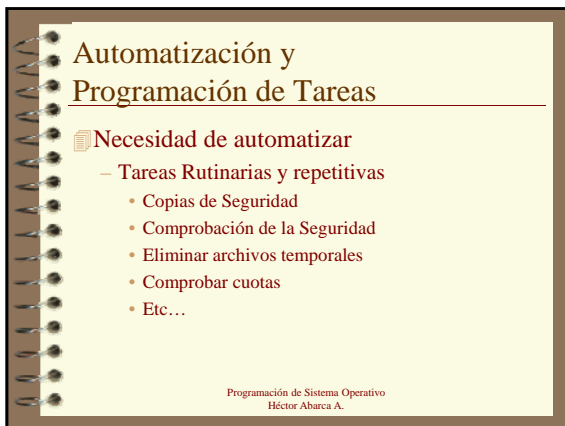 Automatización y
Programación de Tareas
Necesidad de automatizar
– Tareas Rutinarias y repetitivas
• Copias de Seguridad
• Comprobación de la Seguridad
• Eliminar archivos temporales
• Comprobar cuotas
• Etc…
Programación de Sistema Operativo
Héctor Abarca A.